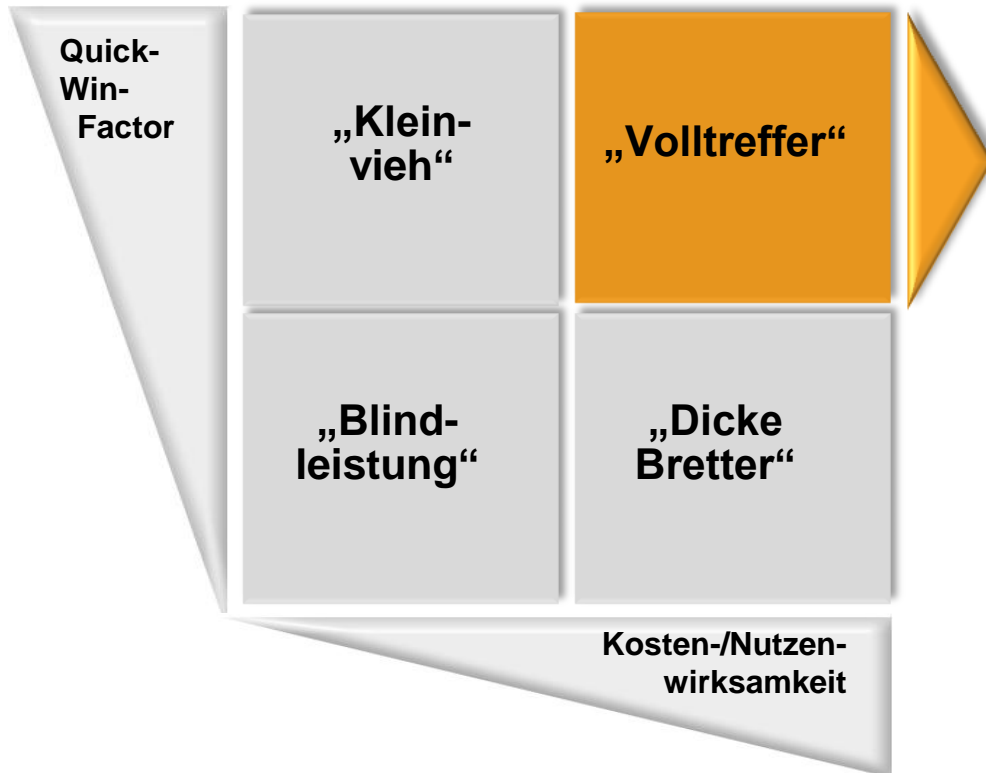 Quick-
Win-
Factor
„Klein-
vieh“
„Volltreffer“
„Blind-
leistung“
„Dicke
Bretter“
Kosten-/Nutzen-
wirksamkeit